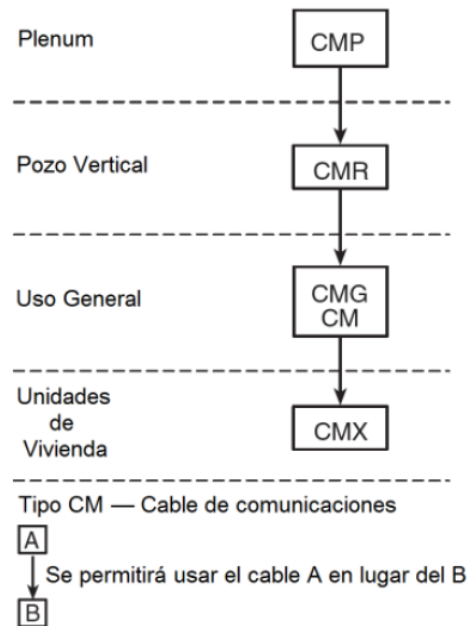 Plenum
CMP
Pozo Vertical
CMR
Uso General
CMG
CM
Unidades
de
Vivienda
CMX
Tipo CM — Cable de comunicaciones
A
Se permitirá usar el cable A en lugar del B
B